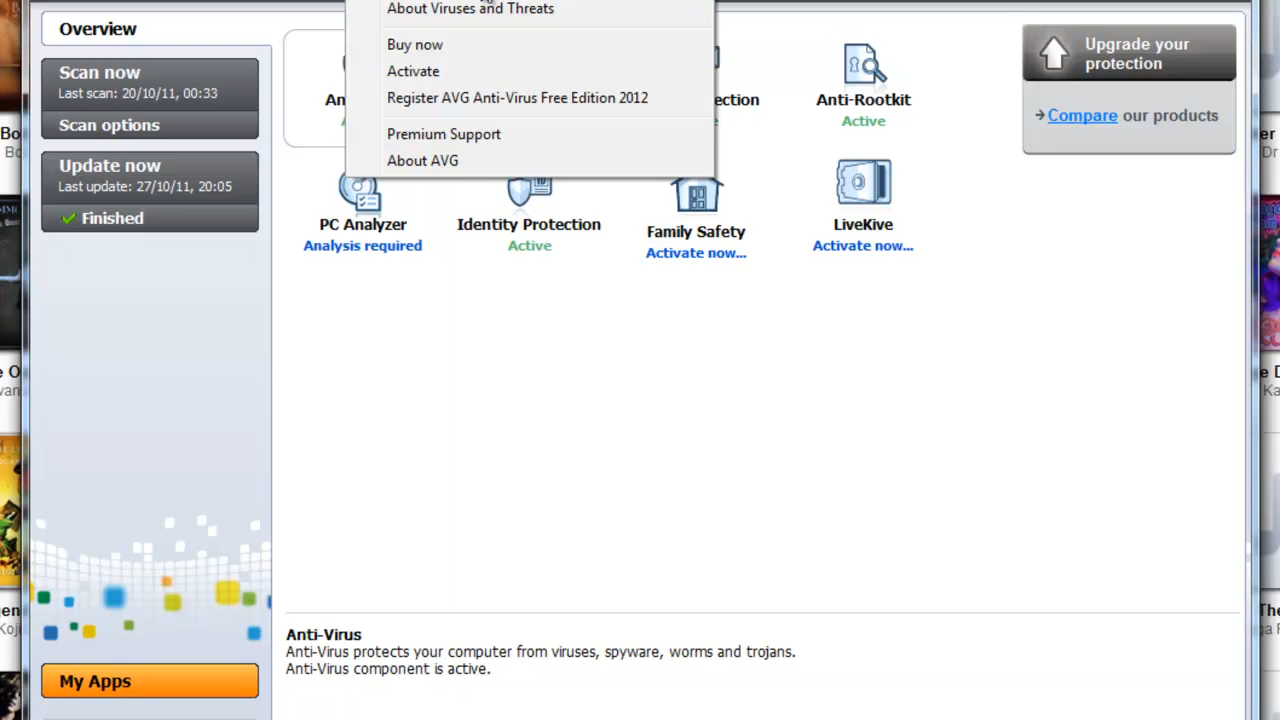 About Viruses and Threats
Overview
Buy now
Activate
Register AVG Anti-Virus Free Edition 2012
Premium Support
About AVG
Scan now
Last scan: 20/10/11, 00:33
Scan options
Update now
Last update: 27/10/11, 20:05
Finished
Anti-Rootkit
Active
Upgrade your
protection
Compare our products
PC Analyzer
Analysis required
Identity Protection
Active
Family Safety
Activate now...
LiveKive
Activate now...
Anti-Virus
Anti-Virus protects your computer from viruses, spyware, worms and trojans.
Anti-Virus component is active.
My Apps